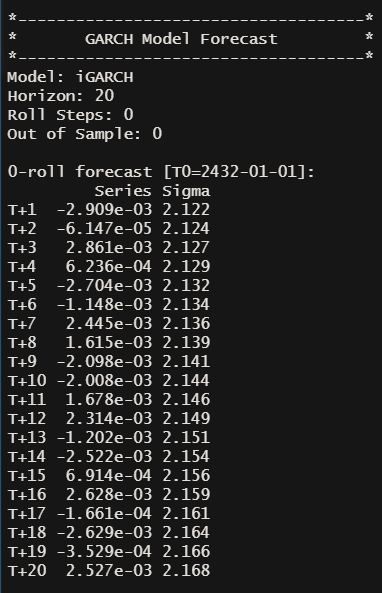 *------------------------------------*
*       GARCH Model Forecast         *
*------------------------------------*
Model: iGARCH
Horizon: 20
Roll Steps: 0
Out of Sample: 0

0-roll forecast [T0=2432-01-01]:
         Series Sigma
T+1  -2.909e-03 2.122
T+2  -6.147e-05 2.124
T+3   2.861e-03 2.127
T+4   6.236e-04 2.129
T+5  -2.704e-03 2.132
T+6  -1.148e-03 2.134
T+7   2.445e-03 2.136
T+8   1.615e-03 2.139
T+9  -2.098e-03 2.141
T+10 -2.008e-03 2.144
T+11  1.678e-03 2.146
T+12  2.314e-03 2.149
T+13 -1.202e-03 2.151
T+14 -2.522e-03 2.154
T+15  6.914e-04 2.156
T+16  2.628e-03 2.159
T+17 -1.661e-04 2.161
T+18 -2.629e-03 2.164
T+19 -3.529e-04 2.166
T+20  2.527e-03 2.168